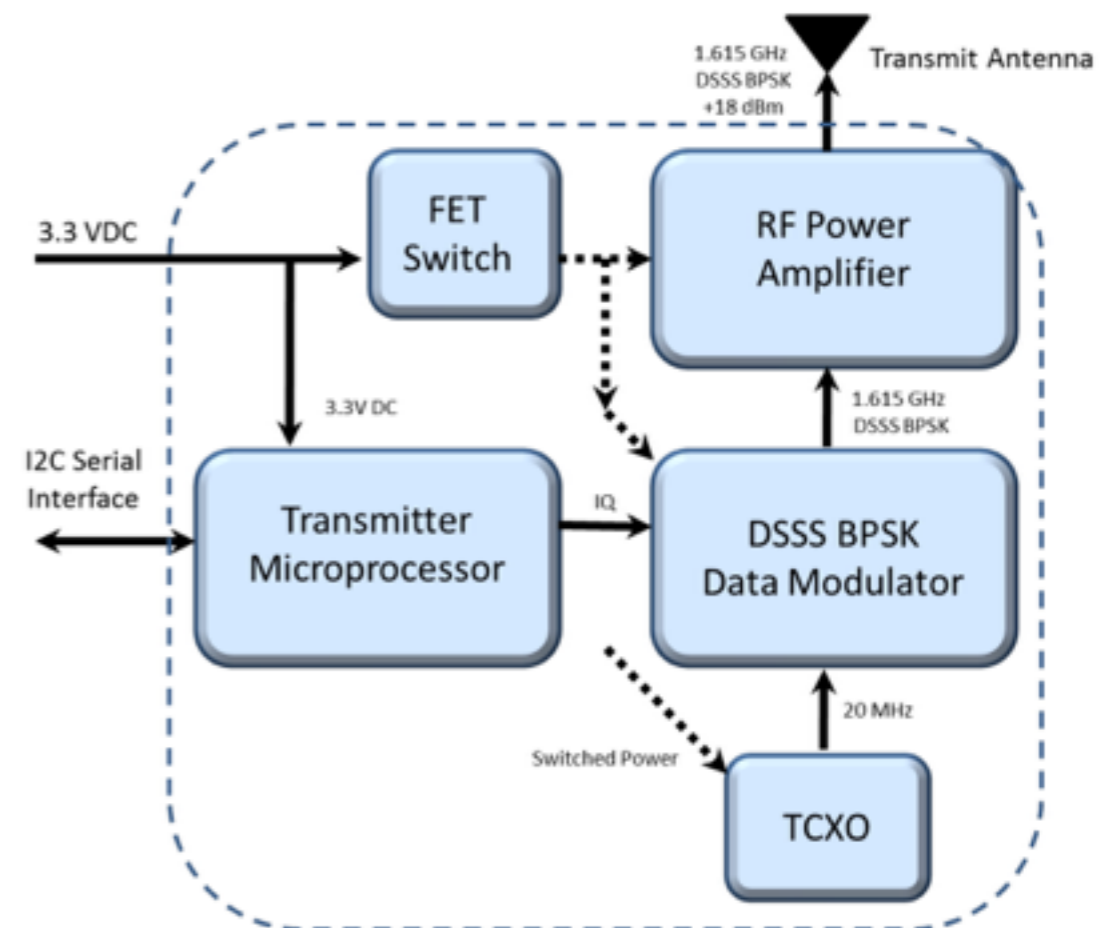 1.615 GHz
DSSS BPSK
+18 dBm
Transmit Antenna
3.3 VDC
FET
Switch
RF Power
Amplifier
3.3V DC
1.615 GHz
DSSS BPSK
I2C Serial
Interface
Transmitter
Microprocessor
IQ
DSSS BPSK
Data Modulator
20 MHz
Switched Power
TCXO